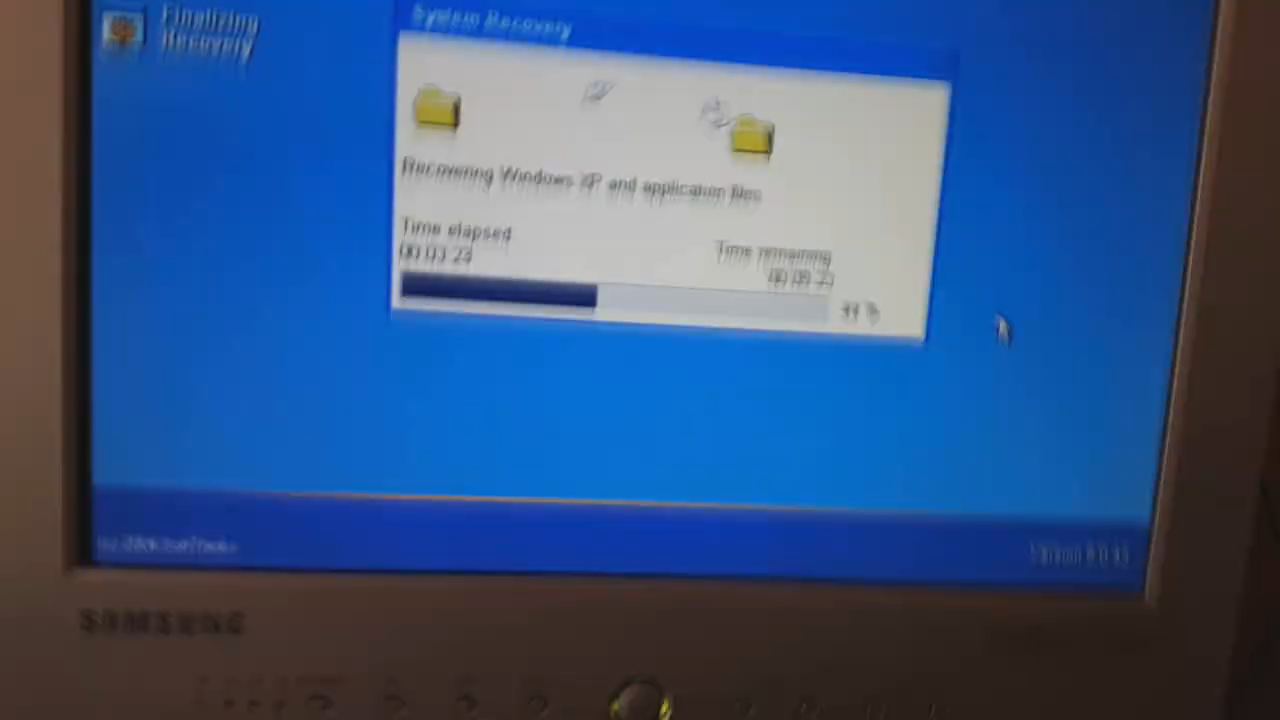 Finalizing
Recovery
System Recovery
Recovering Windows XP and application files
Time elapsed
00:03:23
Time remaining
SAMSUNG